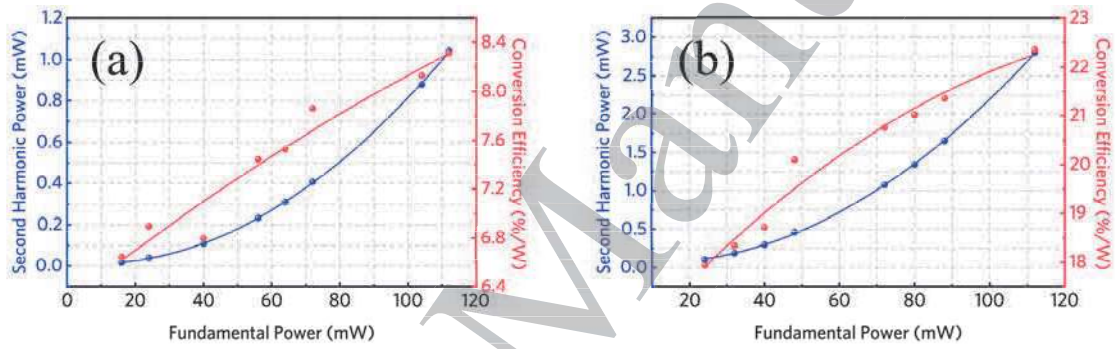 (a)
Second Harmonic Power (mW)
1.2
1.0
0.8
0.6
0.4
0.2
0.0
0 20 40 60 80 100 120
Fundamental Power (mW)
8.4
8.0
7.6
7.2
6.8
6.4
Conversion Efficiency (%/W)
(b)
Second Harmonic Power (mW)
3.0
2.5
2.0
1.5
1.0
0.5
0.0
20 40 60 80 100 120
Fundamental Power (mW)
23
22
21
20
19
18
Conversion Efficiency (%/W)